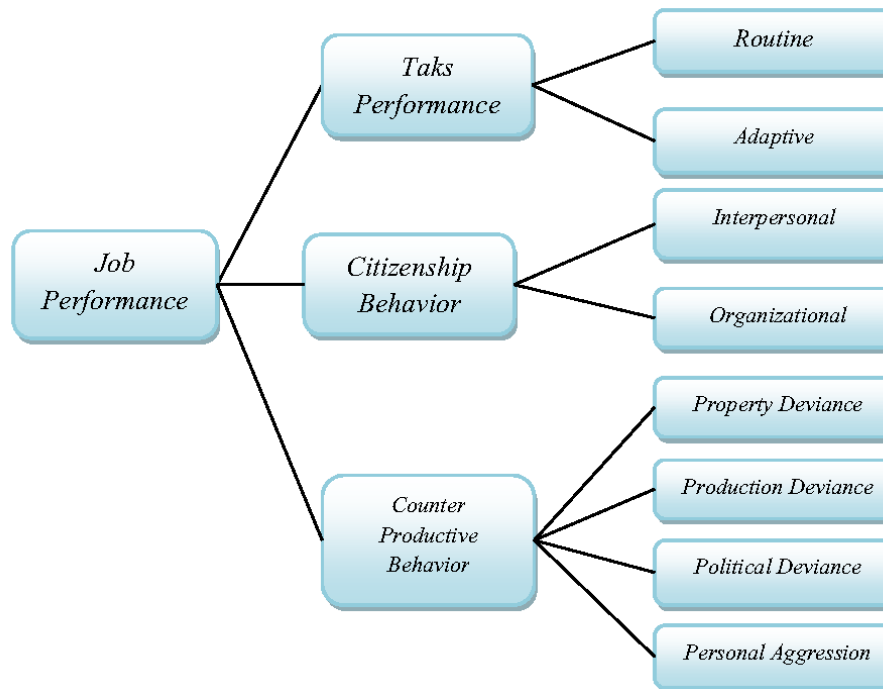 Job
Performance
Taks
Performance
Routine
Adaptive
Citizenship
Behavior
Interpersonal
Organizational
Counter
Productive
Behavior
Property Deviance
Production Deviance
Political Deviance
Personal Aggression